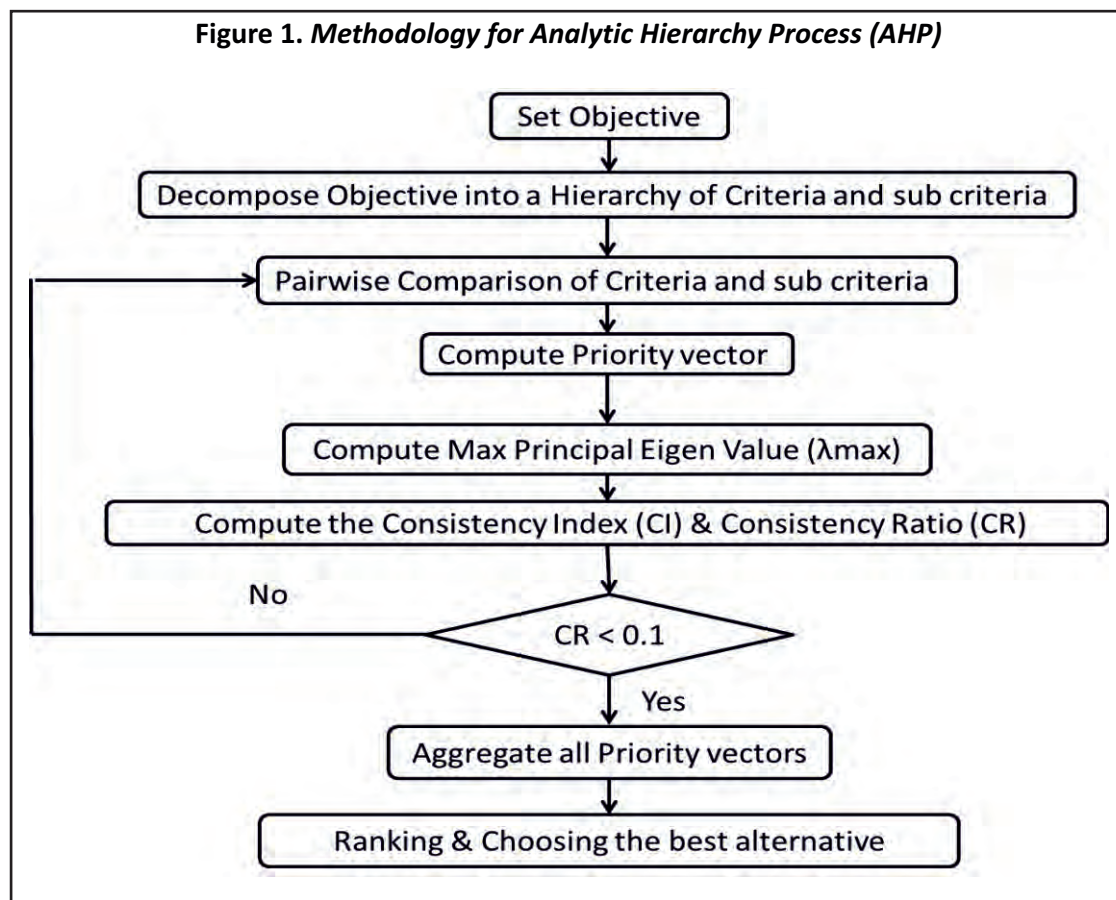 Figure 1. Methodology for Analytic Hierarchy Process (AHP)
Set Objective
Decompose Objective into a Hierarchy of Criteria and sub criteria
Pairwise Comparison of Criteria and sub criteria
Compute Priority vector
Compute Max Principal Eigen Value (λmax)
Compute the Consistency Index (CI) & Consistency Ratio (CR)
No
CR < 0.1
Yes
Aggregate all Priority vectors
Ranking & Choosing the best alternative